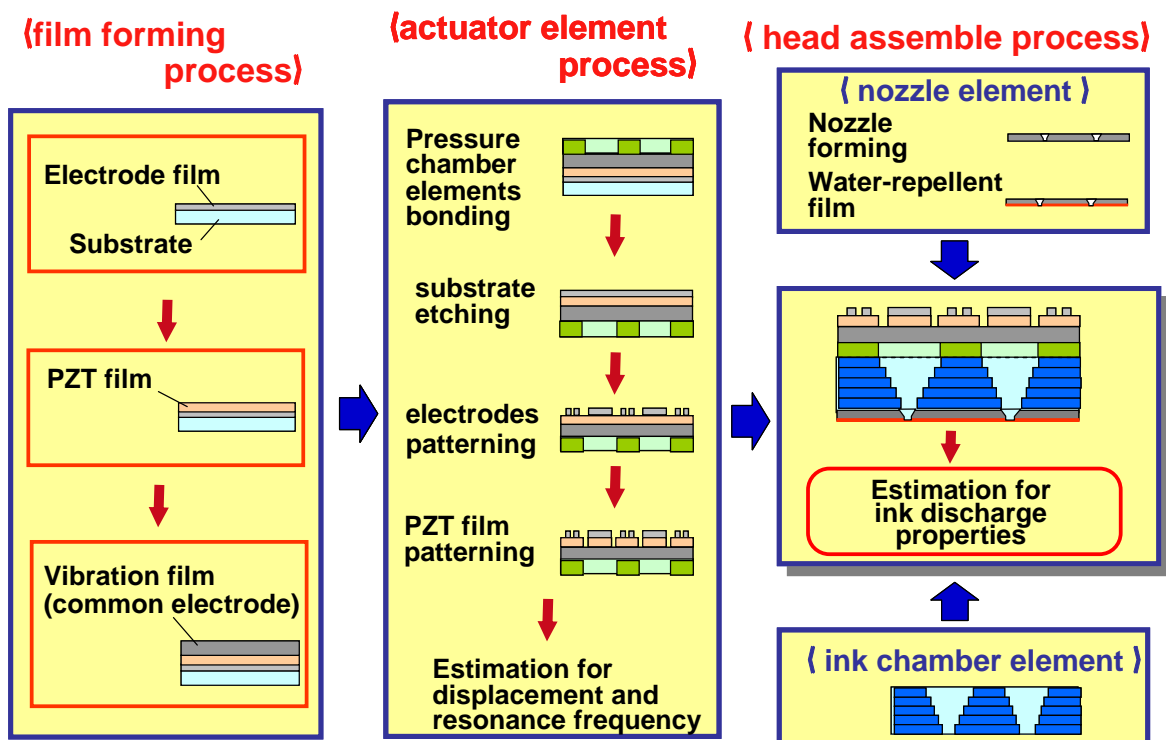 ⟨film forming
process⟩
Electrode film
Substrate
PZT film
Vibration film
(common electrode)
⟨actuator element
process⟩
Pressure
chamber
elements
bonding
substrate
etching
electrodes
patterning
PZT film
patterning
Estimation for
displacement and
resonance frequency
⟨ head assemble process⟩
⟨ nozzle element ⟩
Nozzle
forming
Water-repellent
film
Estimation for
ink discharge
properties
⟨ ink chamber element ⟩